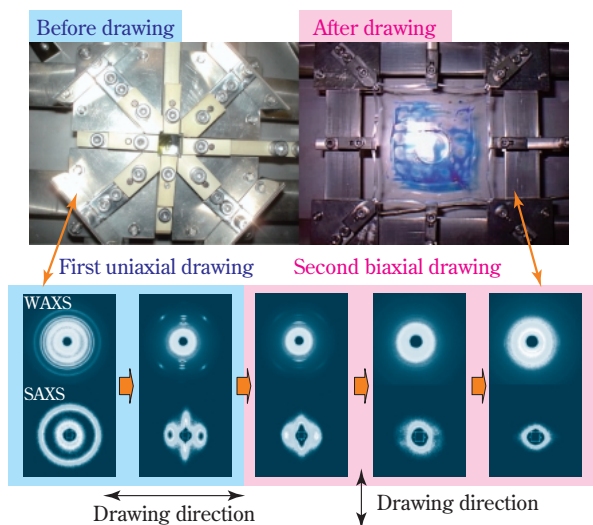 Before drawing
After drawing
First uniaxial drawing
Second biaxial drawing
WAXS
SAXS
Drawing direction
Drawing direction